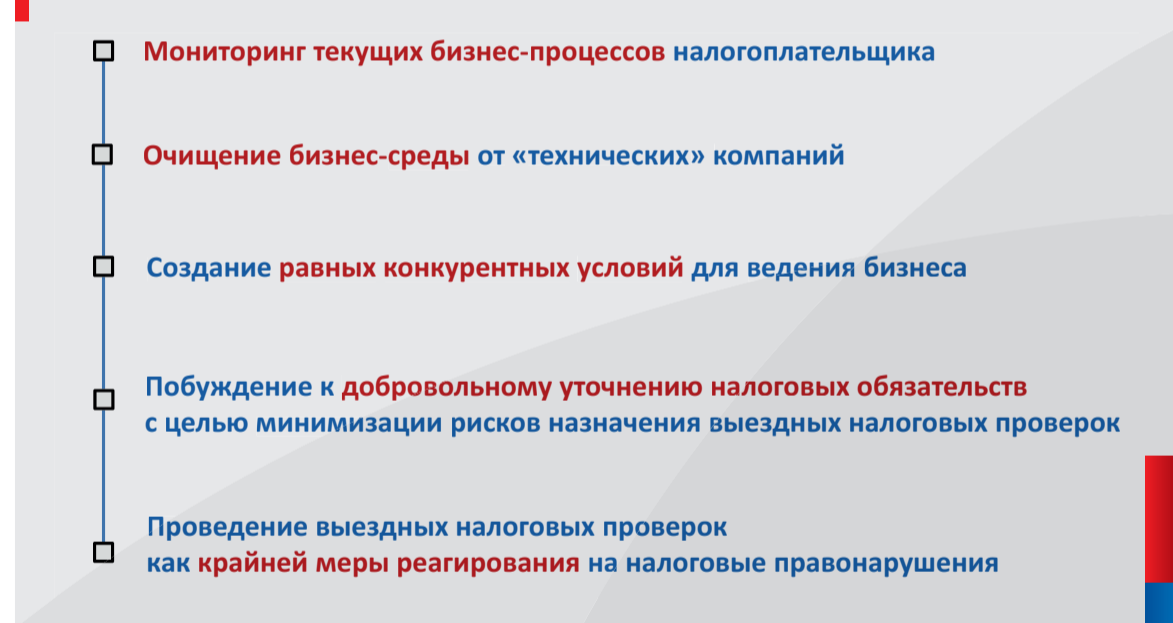 Мониторинг текущих бизнес-процессов налогоплательщика
Очищение бизнес-среды от «технических» компаний
Создание равных конкурентных условий для ведения бизнеса
Побуждение к добровольному уточнению налоговых обязательств
с целью минимизации рисков назначения выездных налоговых проверок
Проведение выездных налоговых проверок
как крайней меры реагирования на налоговые правонарушения